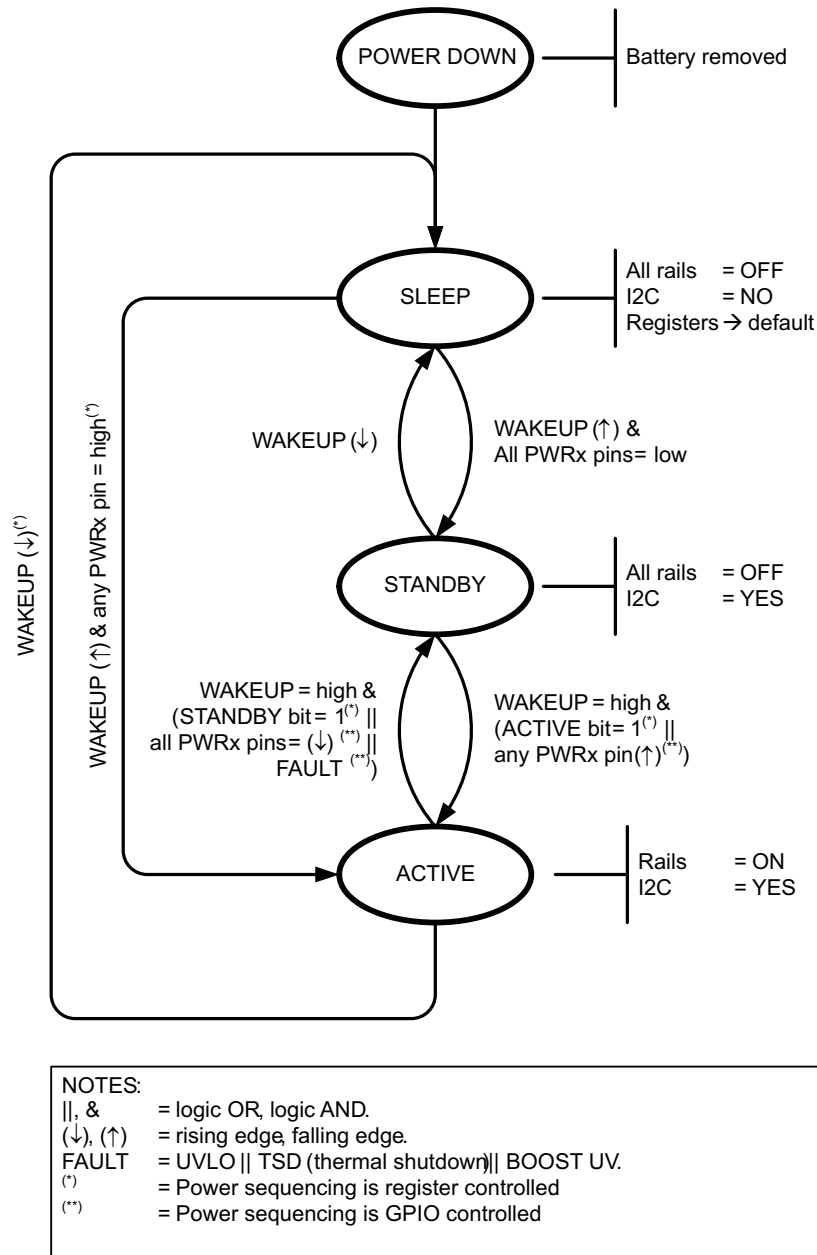 POWER DOWN
Battery removed
SLEEP
All rails = OFF
I2C = NO
Registers → default
WAKEUP (↓)
WAKEUP (↑) &
All PWRx pins= low
WAKEUP (↓)(*)
WAKEUP (↑) & any PWRx pin = high(*)
STANDBY
All rails = OFF
I2C = YES
WAKEUP = high &
(STANDBY bit= 1(*) ||
all PWRx pins= (↓) (**) ||
FAULT (**))
WAKEUP = high &
(ACTIVE bit= 1(*) ||
any PWRx pin(↑)(**))
ACTIVE
Rails = ON
I2C = YES
NOTES:
||, & = logic OR, logic AND.
(↓), (↑) = rising edge, falling edge.
FAULT = UVLO || TSD (thermal shutdown)|| BOOST UV.
(*) = Power sequencing is register controlled
(**) = Power sequencing is GPIO controlled